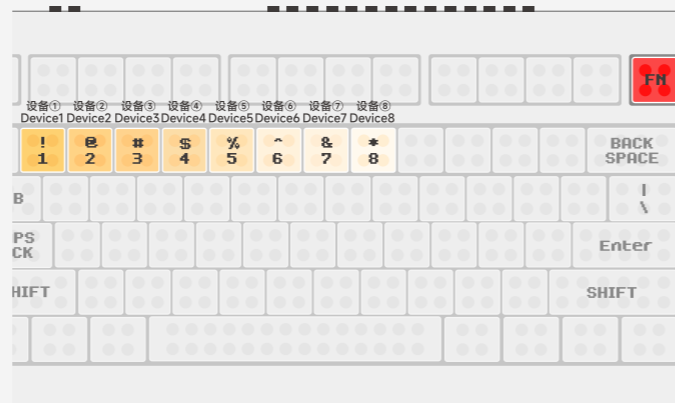 FN
设备① 设备② 设备③ 设备④ 设备⑤ 设备⑥ 设备⑦ 设备⑧
Device1 Device2 Device3 Device4 Device5 Device6 Device7 Device8
! @ # $ % ^ & * BACK
1 2 3 4 5 6 7 8 SPACE
B |
\
PS
CK Enter
HIFT SHIFT